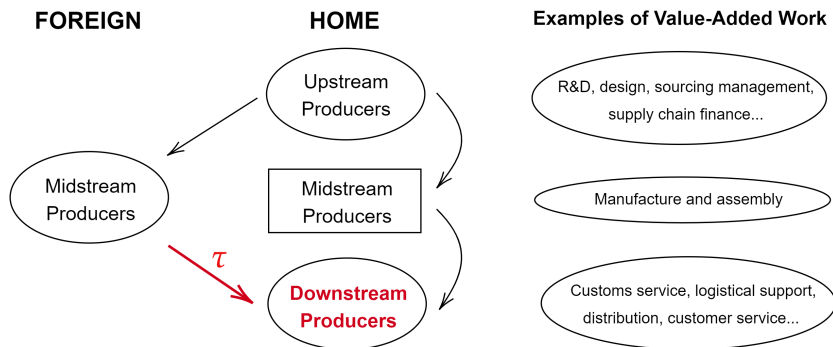 FOREIGN
HOME
Examples of Value-Added Work
Upstream
Producers
R&D, design, sourcing management,
supply chain finance...
Midstream
Producers
Midstream
Producers
Manufacture and assembly
τ
Downstream
Producers
Customs service, logistical support,
distribution, customer service...